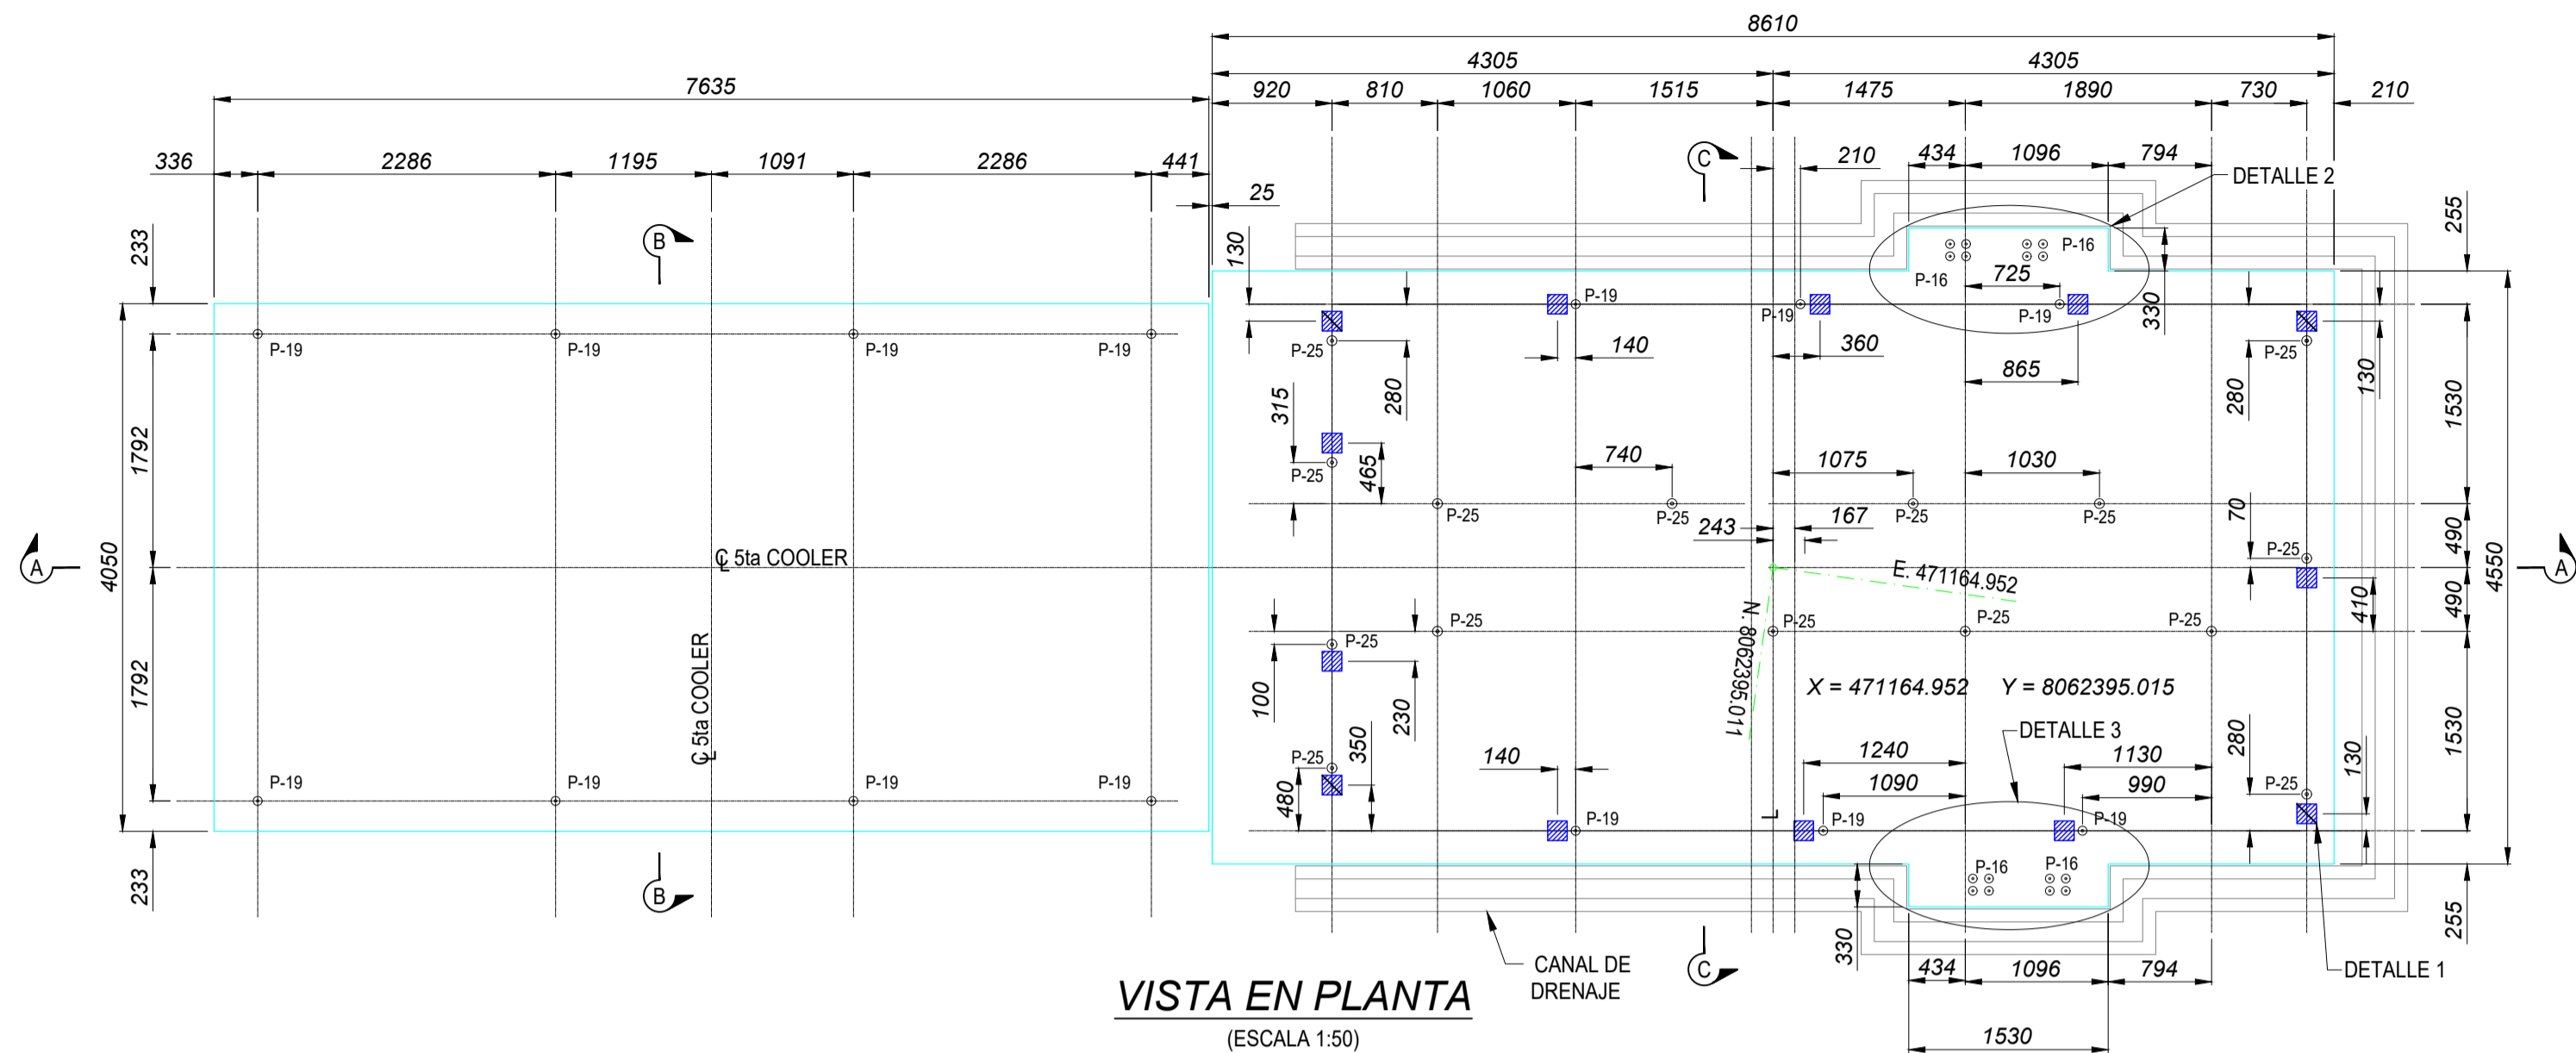 8610
4305 4305
7635 920 810 1060 1515 1475 1890 730 210
336 2286 1195 1091 2286 441 C 210 434 1096 794
DETALLE 2
25
233 B 130 255
P-16
P-16
725 330
P-19 P-19 P-19
P-19 P-19 P-19 P-19 P-25 140 360 P-25
865
280 280 130
315 1530
1792 740 1075 1030
465
P-25
P-25 P-25 P-25 P-25
243 167 70
490
P-25
A 4050 ℄ 5ta COOLER E. 471164.952 4550 A
490
410
P-25 P-25 P-25 P-25
P-25
N. 8062395.011
℄ 5ta COOLER
1792 100 230 X = 471164.952 Y = 8062395.015
1530
DETALLE 3
350 140 1240 1130 280 130
P-25 P-25
P-19 P-19 P-19 P-19 480 1090 990
P-19 P-19 P-19
L
P-16 P-16
233 B 255
330
CANAL DE
DRENAJE
C
434 1096 794
DETALLE 1
VISTA EN PLANTA
(ESCALA 1:50)
1530